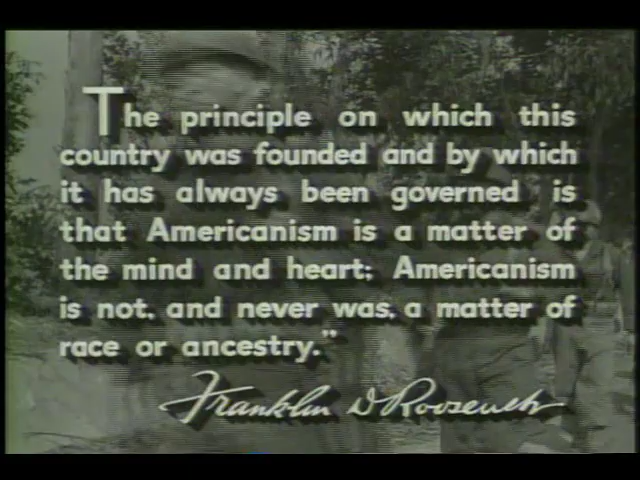 The principle on which this
country was founded and by which
it has always been governed is
that Americanism is a matter of
the mind and heart; Americanism
is not, and never was, a matter of
race or ancestry."
Franklin D Roosevelt